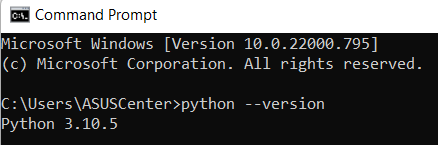 Command Prompt
Microsoft Windows [Version 10.0.22000.795]
(c) Microsoft Corporation. All rights reserved.
C:\Users\ASUSCenter>python --version
Python 3.10.5